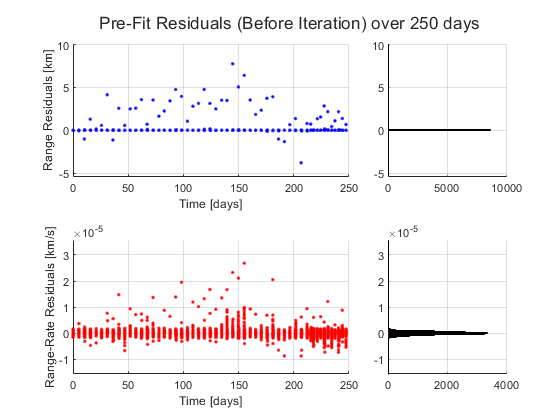 Pre-Fit Residuals (Before Iteration) over 250 days
Range Residuals [km]
10
5
0
-5
0 50 100 150 200 250
Time [days]
10
5
0
-5
0 5000 10000
Range-Rate Residuals [km/s]
×10⁻⁵
3
2
1
0
-1
0 50 100 150 200 250
Time [days]
×10⁻⁵
3
2
1
0
-1
0 2000 4000